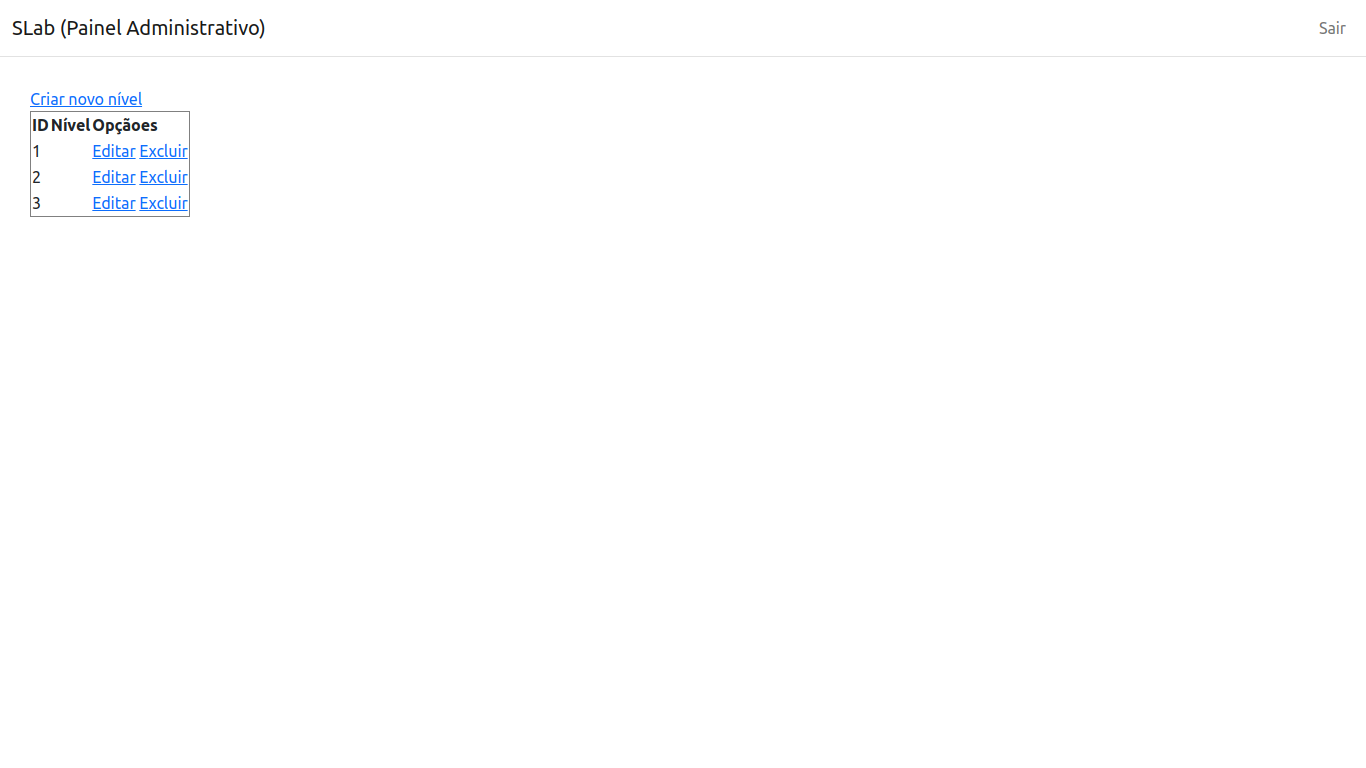 SLab (Painel Administrativo) Sair
Criar novo nível
ID Nível Opçãoes
1 Editar Excluir
2 Editar Excluir
3 Editar Excluir